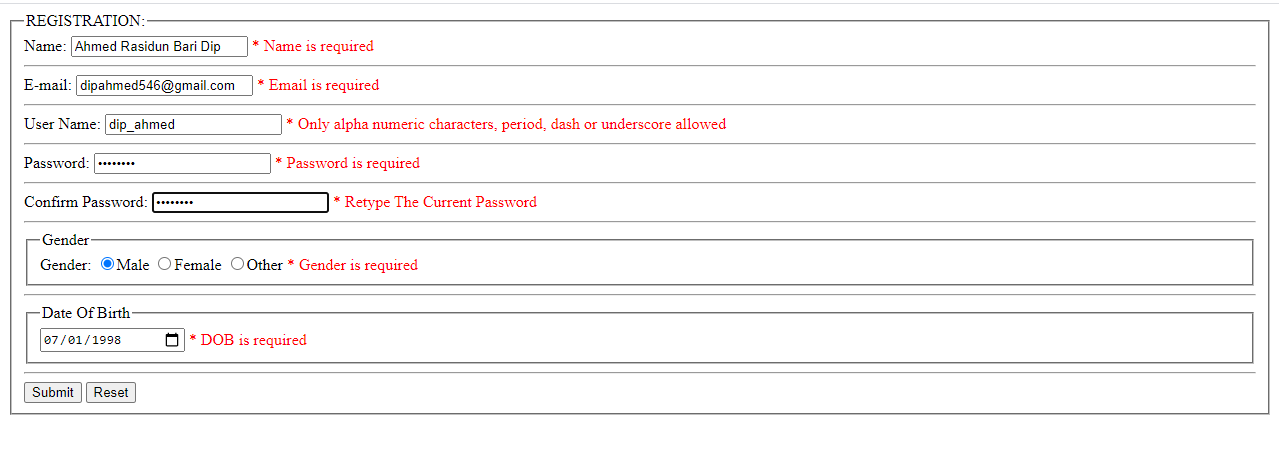 REGISTRATION:
Name: Ahmed Rasidun Bari Dip * Name is required
E-mail: dipahmed546@gmail.com * Email is required
User Name: dip_ahmed * Only alpha numeric characters, period, dash or underscore allowed
Password: •••••••• * Password is required
Confirm Password: •••••••• * Retype The Current Password
Gender
Gender: Male Female Other * Gender is required
Date Of Birth
07/01/1998 * DOB is required
Submit Reset